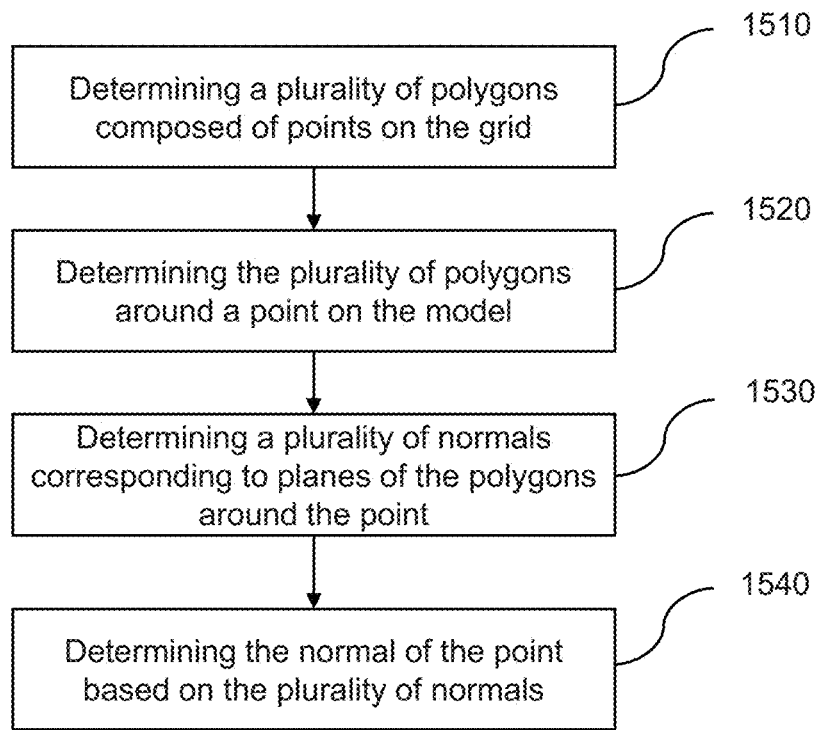 1510
Determining a plurality of polygons
composed of points on the grid
1520
Determining the plurality of polygons
around a point on the model
1530
Determining a plurality of normals
corresponding to planes of the polygons
around the point
1540
Determining the normal of the point
based on the plurality of normals